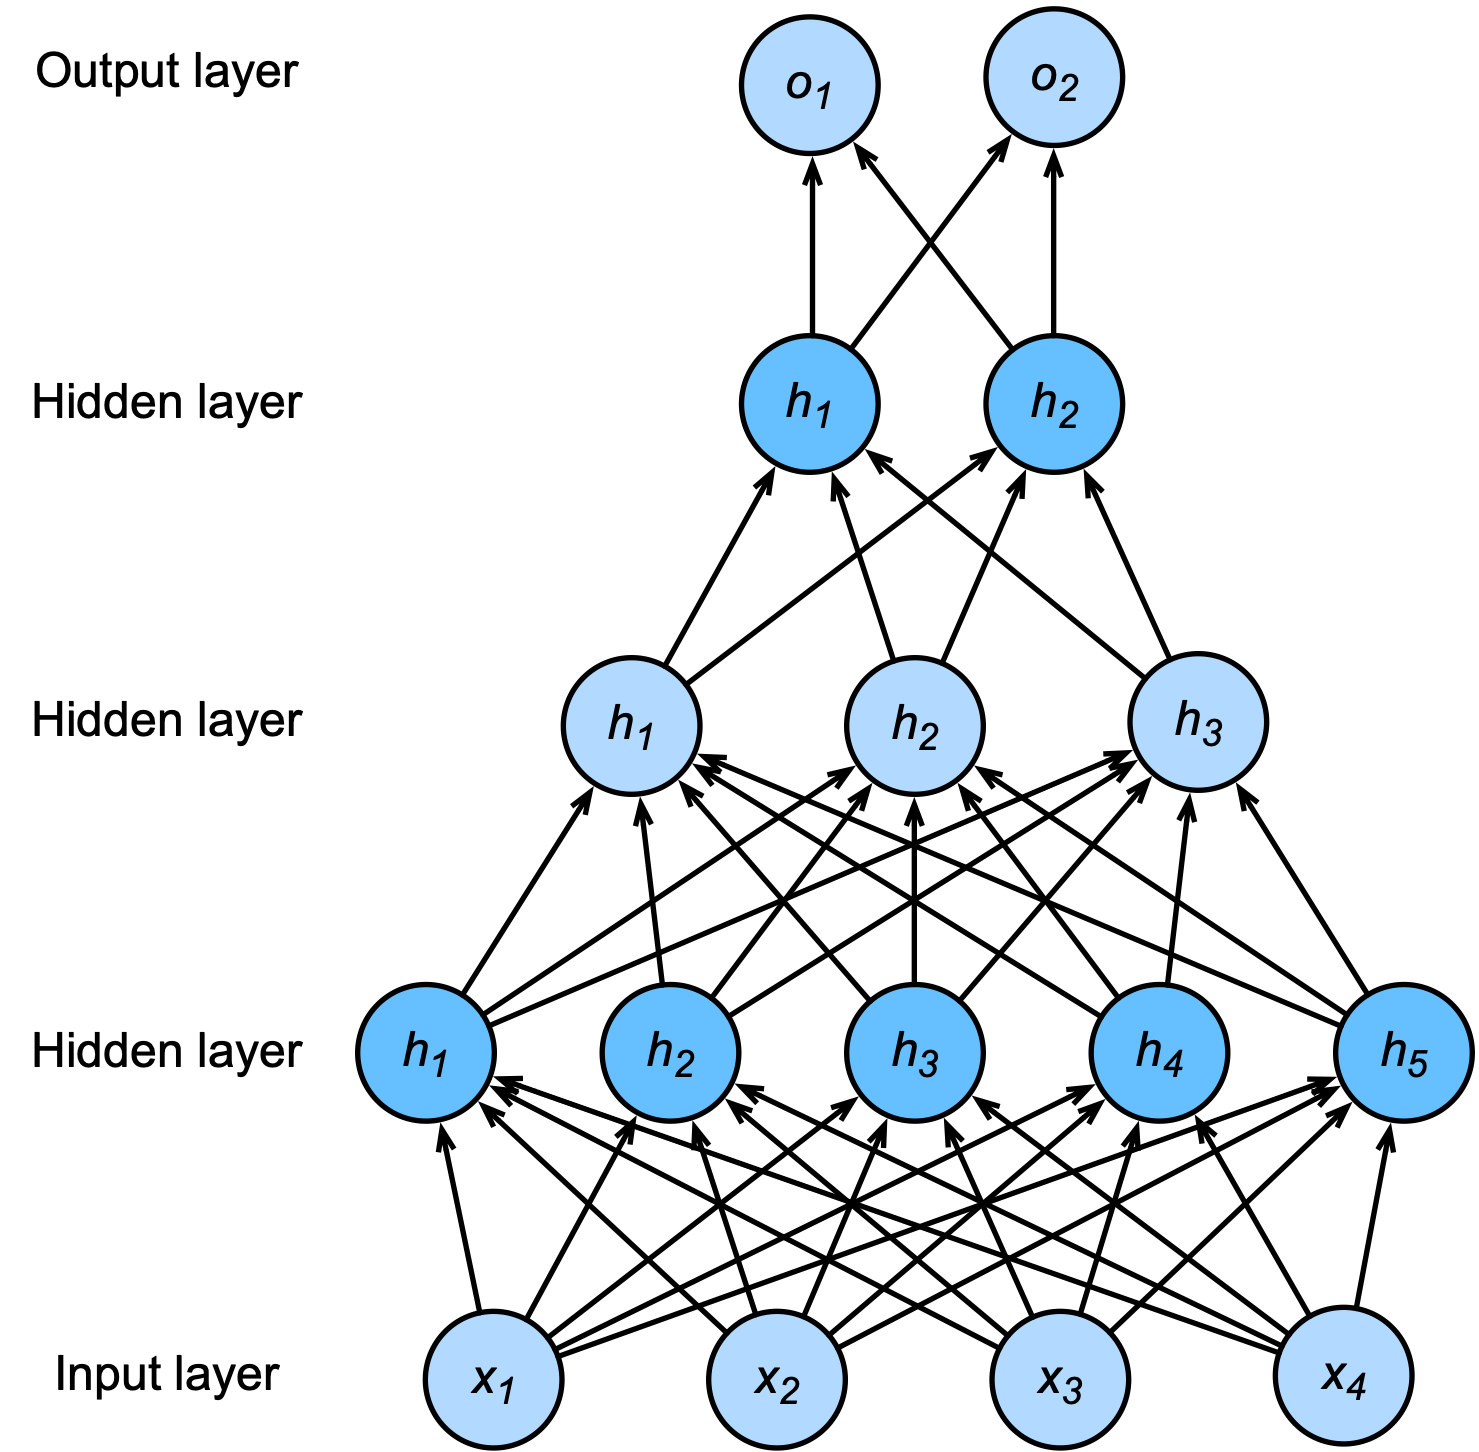 Output layer o1 o2
Hidden layer h1 h2
Hidden layer h1 h2 h3
Hidden layer h1 h2 h3 h4 h5
Input layer x1 x2 x3 x4